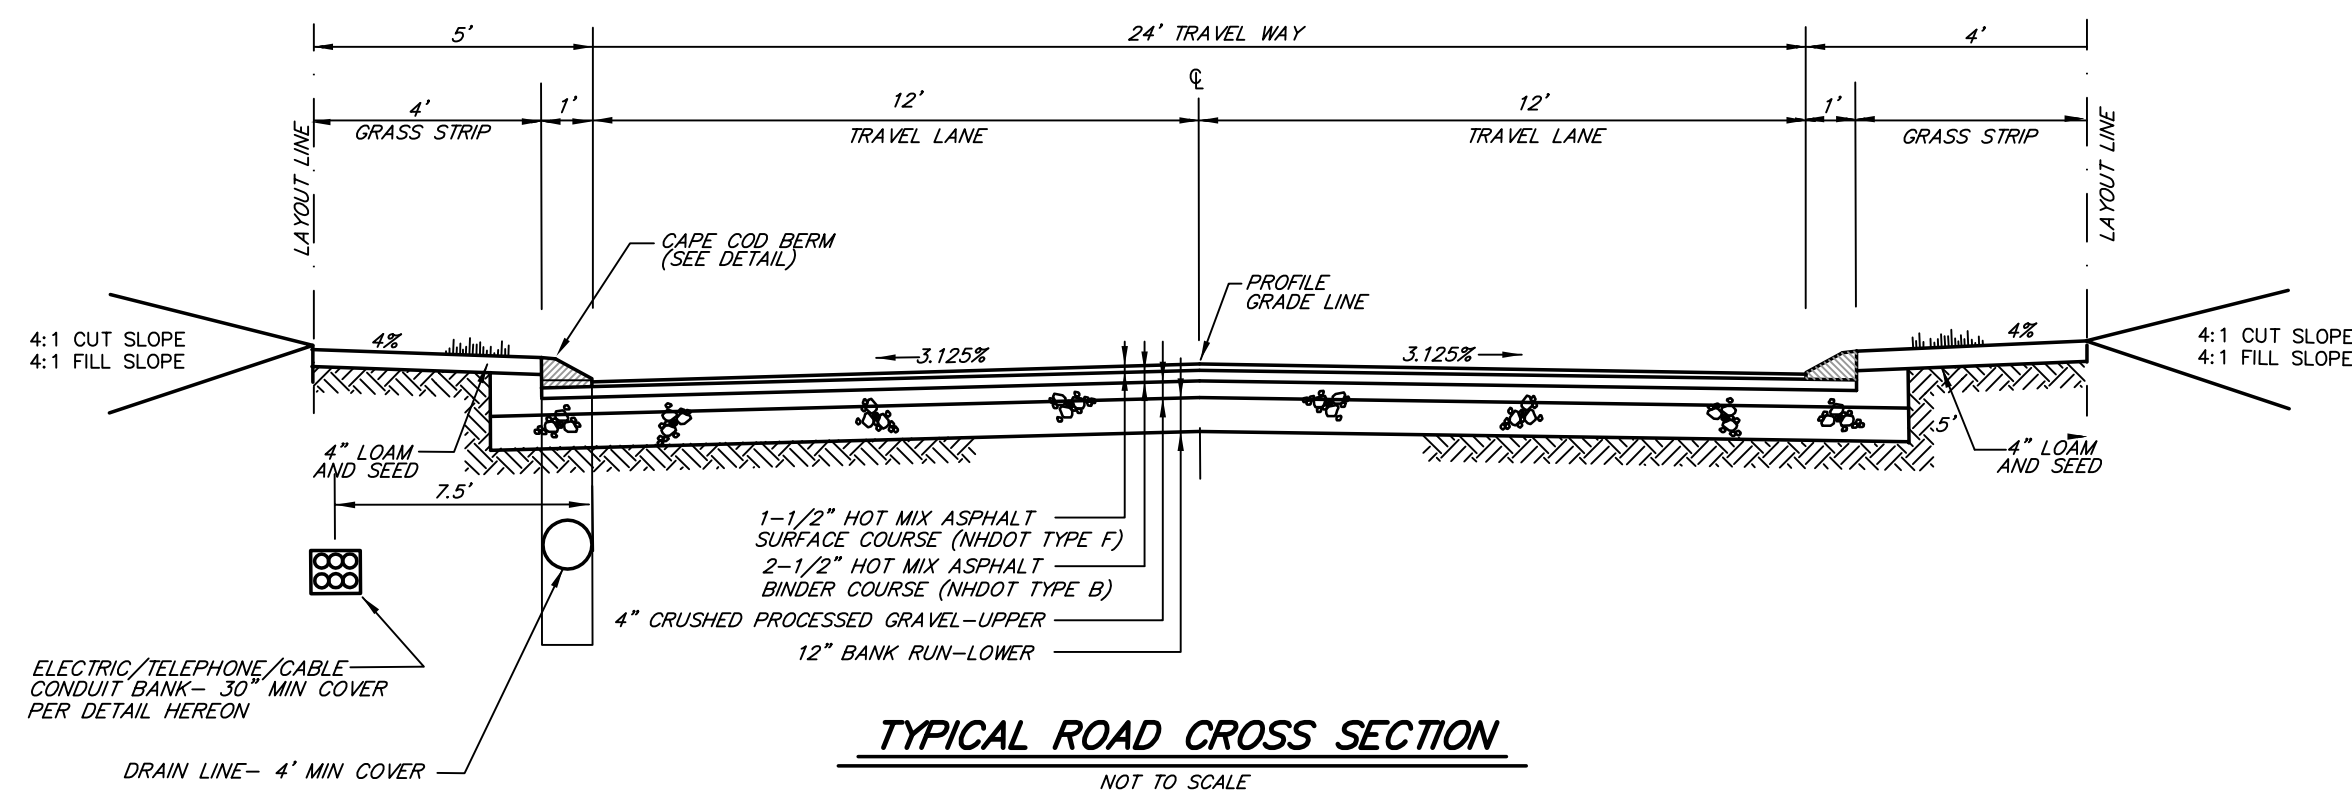 5'
24' TRAVEL WAY
4'
℄
4'
1'
12'
12'
1'
GRASS STRIP
TRAVEL LANE
TRAVEL LANE
GRASS STRIP
LAYOUT LINE
LAYOUT LINE
CAPE COD BERM
(SEE DETAIL)
PROFILE
GRADE LINE
4:1 CUT SLOPE
4:1 FILL SLOPE
4%
3.125%
3.125%
4%
4:1 CUT SLOPE
4:1 FILL SLOPE
4" LOAM
AND SEED
.5'
4" LOAM
AND SEED
7.5'
1-1/2" HOT MIX ASPHALT
SURFACE COURSE (NHDOT TYPE F)
2-1/2" HOT MIX ASPHALT
BINDER COURSE (NHDOT TYPE B)
4" CRUSHED PROCESSED GRAVEL-UPPER
12" BANK RUN-LOWER
ELECTRIC/TELEPHONE/CABLE
CONDUIT BANK- 30" MIN COVER
PER DETAIL HEREON
DRAIN LINE- 4' MIN COVER
TYPICAL ROAD CROSS SECTION
NOT TO SCALE